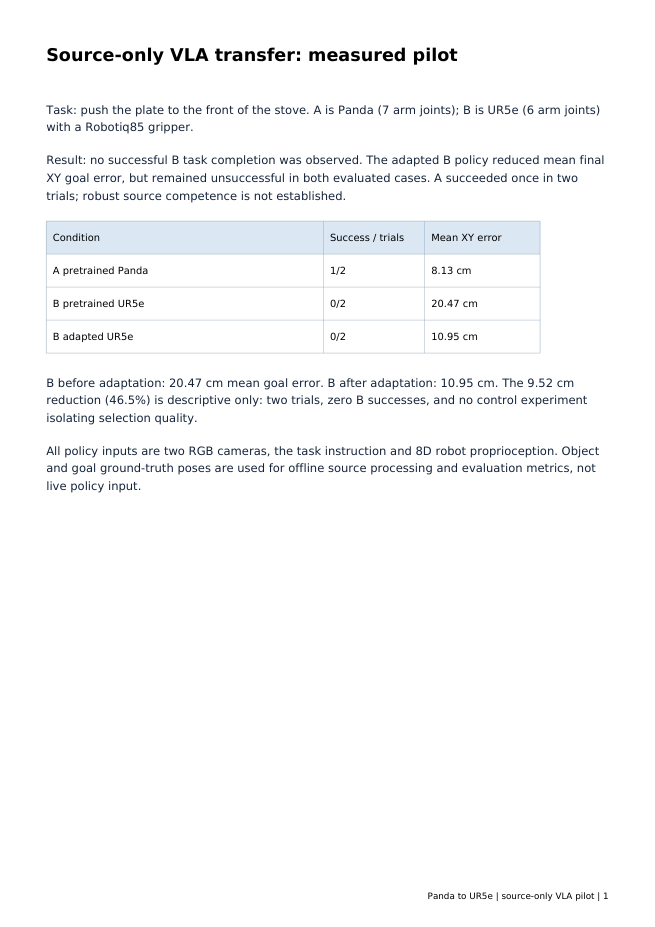 Source-only VLA transfer: measured pilot
Task: push the plate to the front of the stove. A is Panda (7 arm joints); B is UR5e (6 arm joints)
with a Robotiq85 gripper.
Result: no successful B task completion was observed. The adapted B policy reduced mean final
XY goal error, but remained unsuccessful in both evaluated cases. A succeeded once in two
trials; robust source competence is not established.
Condition Success / trials Mean XY error
A pretrained Panda 1/2 8.13 cm
B pretrained UR5e 0/2 20.47 cm
B adapted UR5e 0/2 10.95 cm
B before adaptation: 20.47 cm mean goal error. B after adaptation: 10.95 cm. The 9.52 cm
reduction (46.5%) is descriptive only: two trials, zero B successes, and no control experiment
isolating selection quality.
All policy inputs are two RGB cameras, the task instruction and 8D robot proprioception. Object
and goal ground-truth poses are used for offline source processing and evaluation metrics, not
live policy input.
Panda to UR5e | source-only VLA pilot | 1